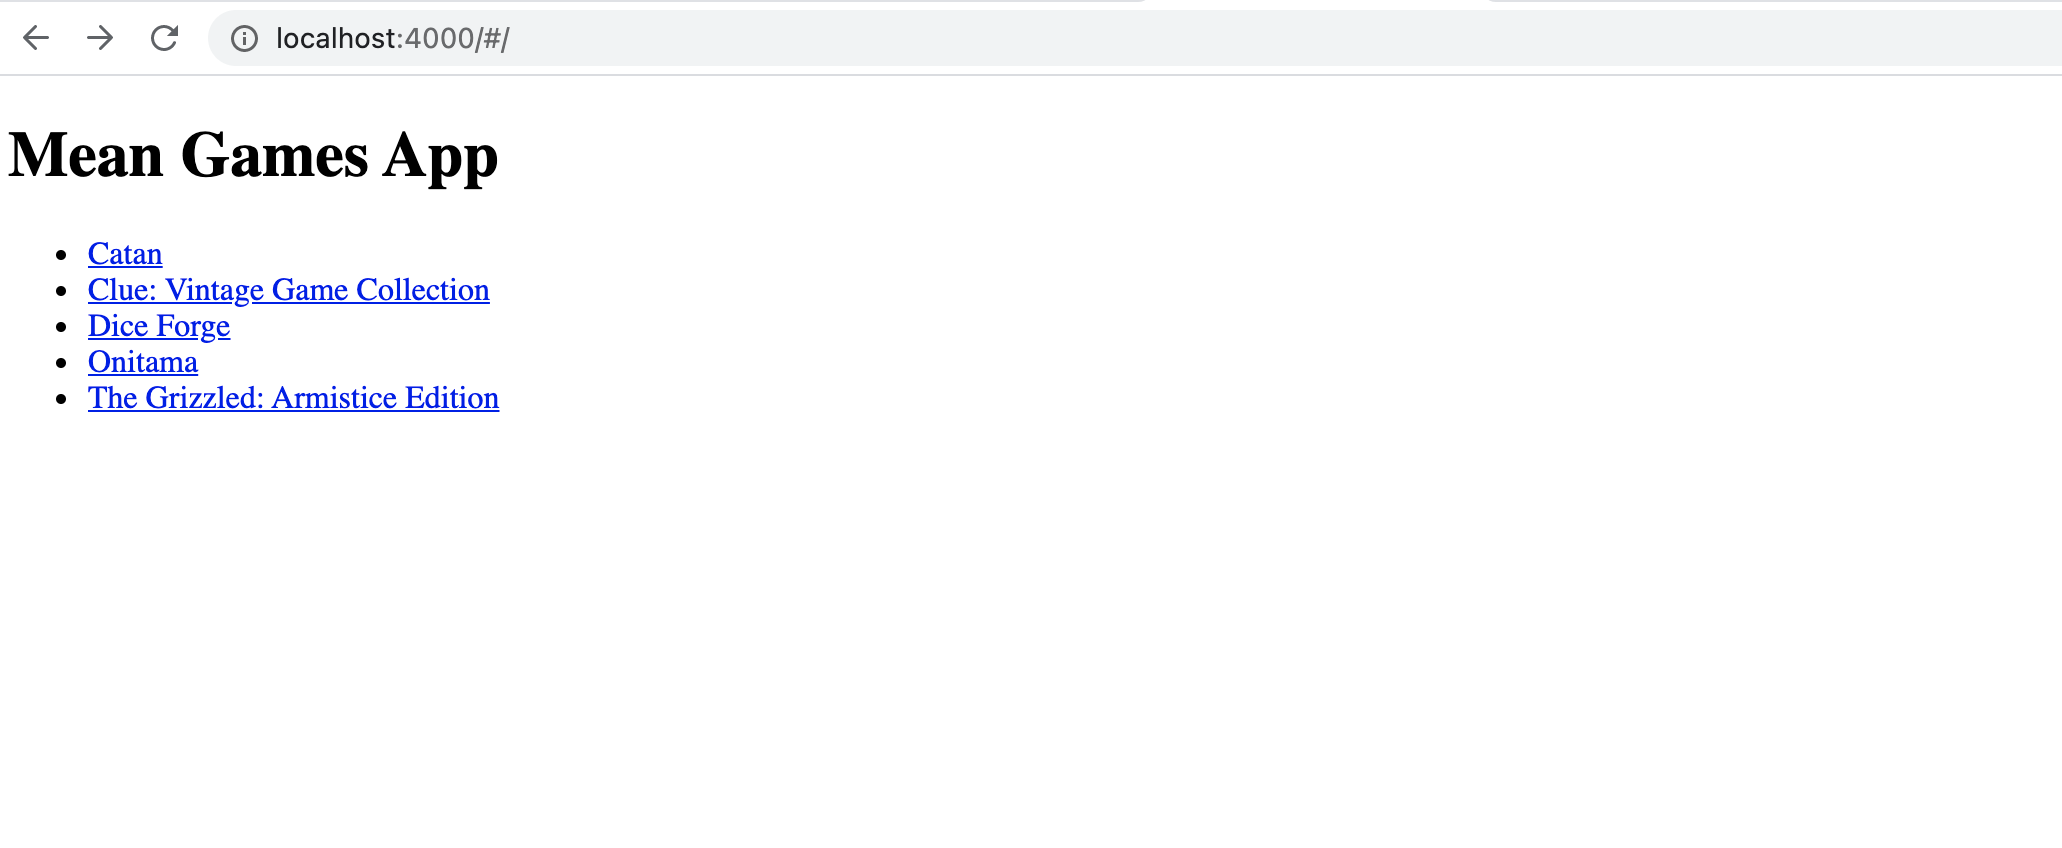 localhost:4000/#/
Mean Games App
Catan
Clue: Vintage Game Collection
Dice Forge
Onitama
The Grizzled: Armistice Edition